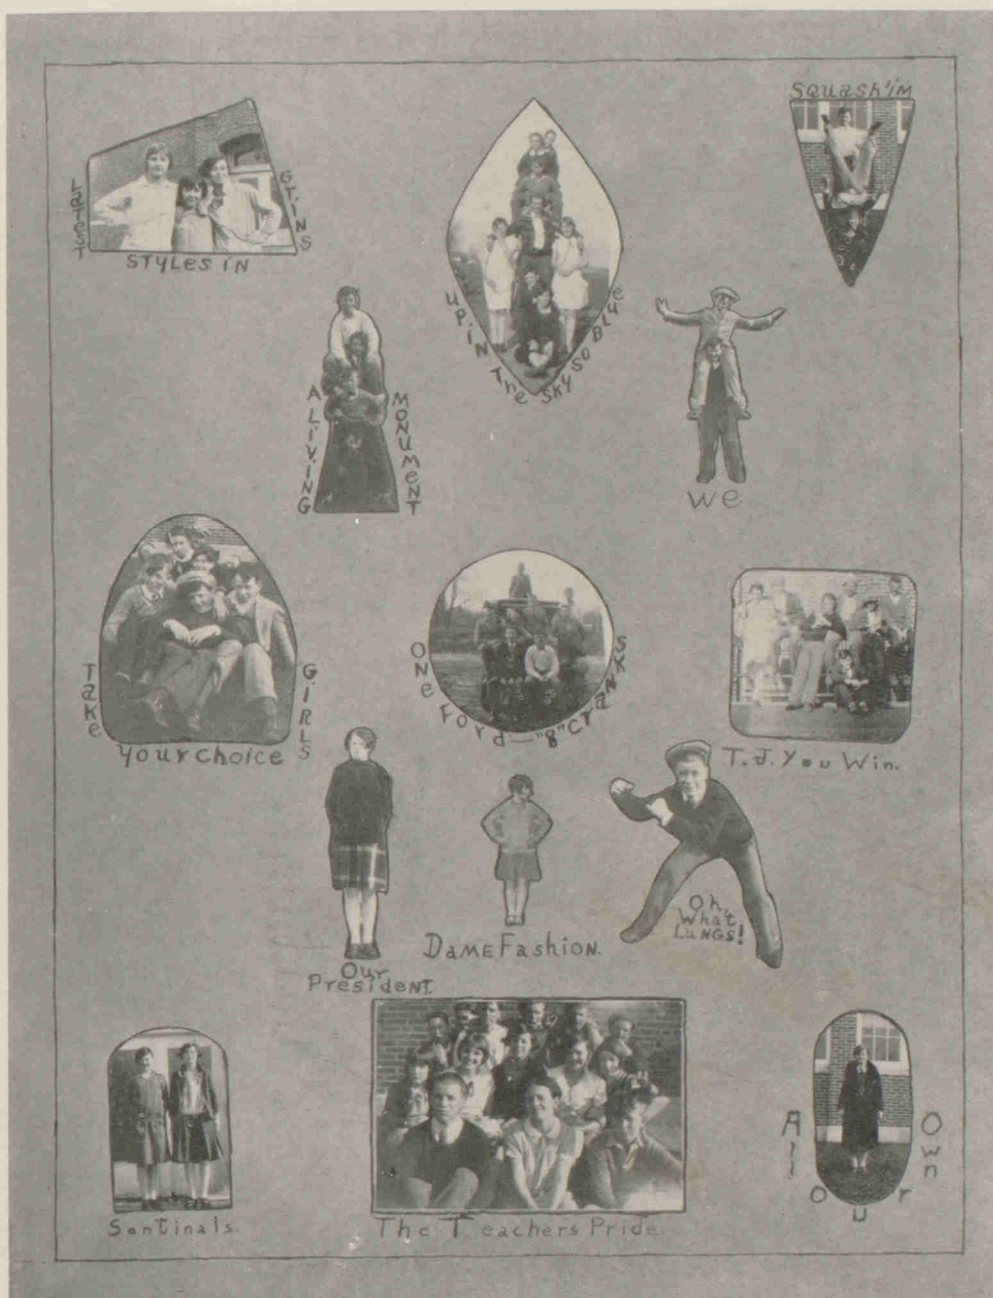 LaTesT STYLes iN GriNS
UP iN The SKY SO BLUe
SQUash'iM
A LiViNG MONUmeNT
We
Take Your Choice GiRLS
ONe Ford—"8" CraNKS
T.J. You Win.
Our
PresideNT.
DAMe Fashion.
Oh,
What
LuNGS!
Sentinals.
The Teachers Pride.
All our Own